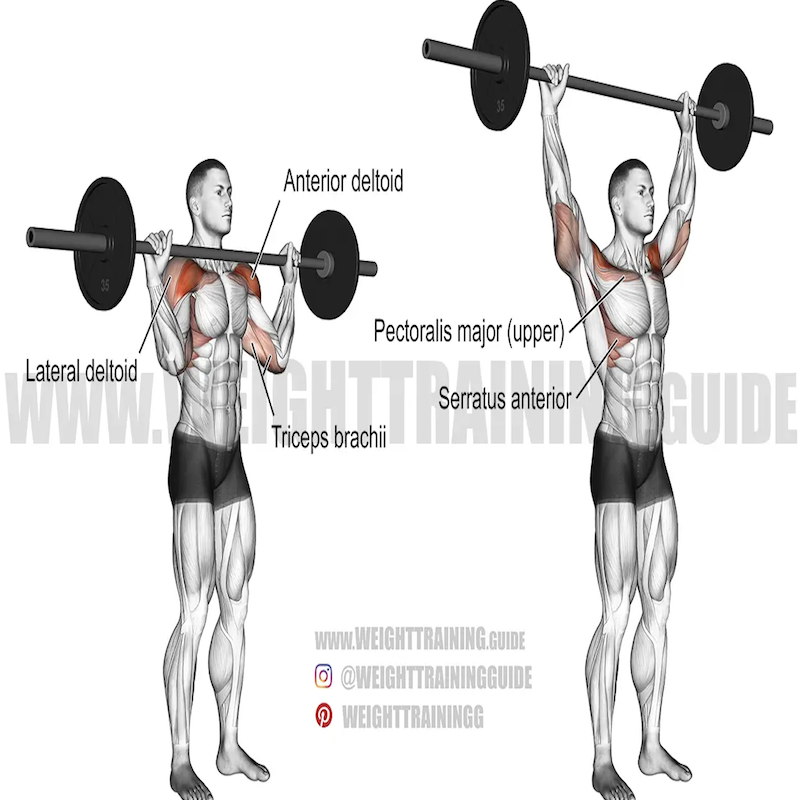 Anterior deltoid
Lateral deltoid
Triceps brachii
Pectoralis major (upper)
Serratus anterior
35
35
WWW.WEIGHTTRAINING.GUIDE
www.WEIGHTTRAINING.GUIDE
@WEIGHTTRAININGGUIDE
WEIGHTTRAININGG